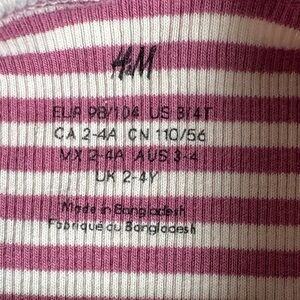 H&M
EUR 98/104 US 3/4T
CA 2-4A CN 110/56
MX 2-4A AUS 3-4
UK 2-4Y
Made in Bangladesh
Fabriqué au Bangladesh